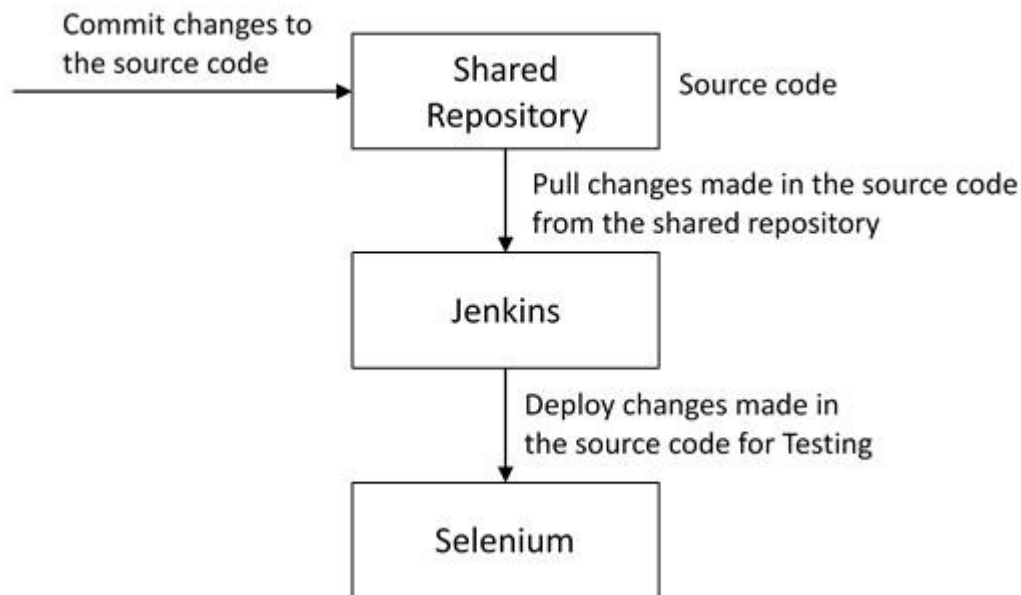 Commit changes to
the source code
Shared
Repository
Source code
Pull changes made in the source code
from the shared repository
Jenkins
Deploy changes made in
the source code for Testing
Selenium